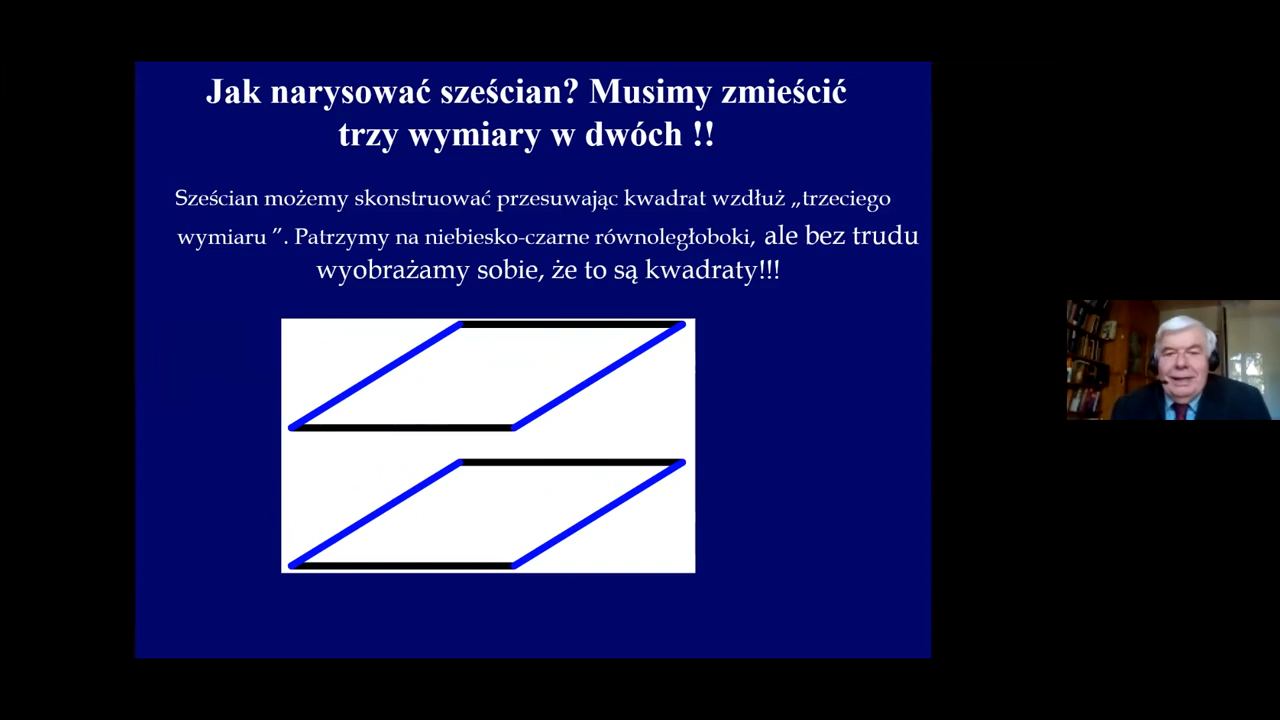 Jak narysować sześcian? Musimy zmieścić
trzy wymiary w dwóch !!
Sześcian możemy skonstruować przesuwając kwadrat wzdłuż „trzeciego
wymiaru ”. Patrzymy na niebiesko-czarne równoległoboki, ale bez trudu
wyobrażamy sobie, że to są kwadraty!!!